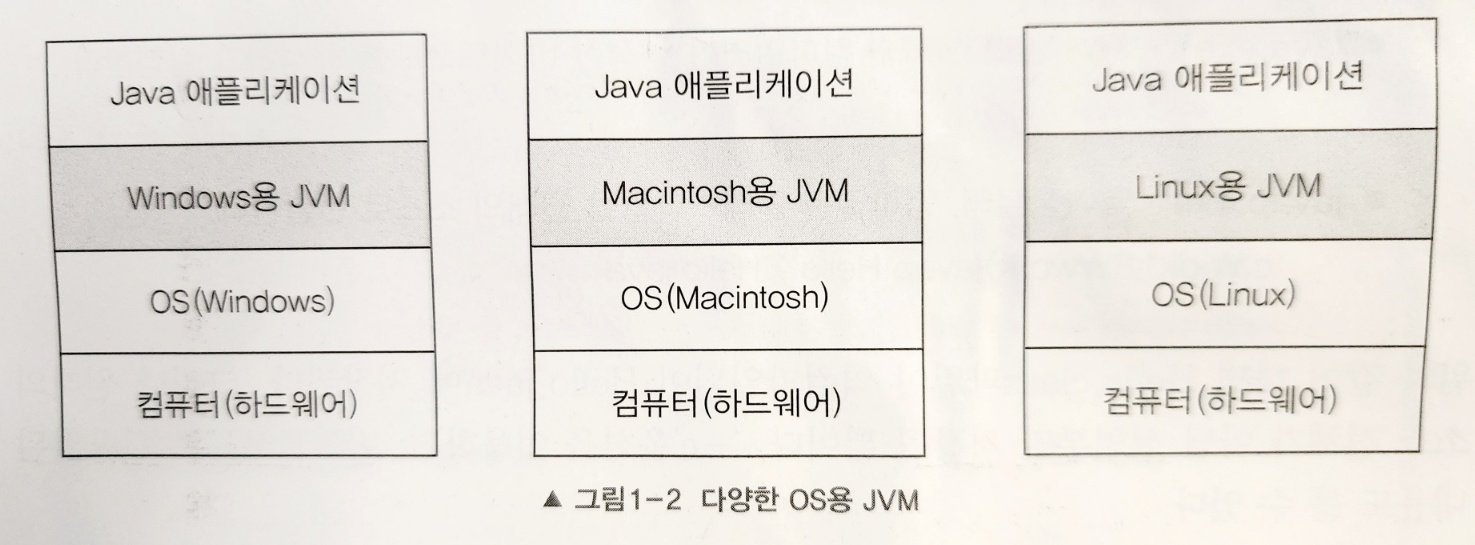 Java 애플리케이션
Windows용 JVM
OS(Windows)
컴퓨터(하드웨어)
Java 애플리케이션
Macintosh용 JVM
OS(Macintosh)
컴퓨터(하드웨어)
Java 애플리케이션
Linux용 JVM
OS(Linux)
컴퓨터(하드웨어)
▲ 그림1-2 다양한 OS용 JVM